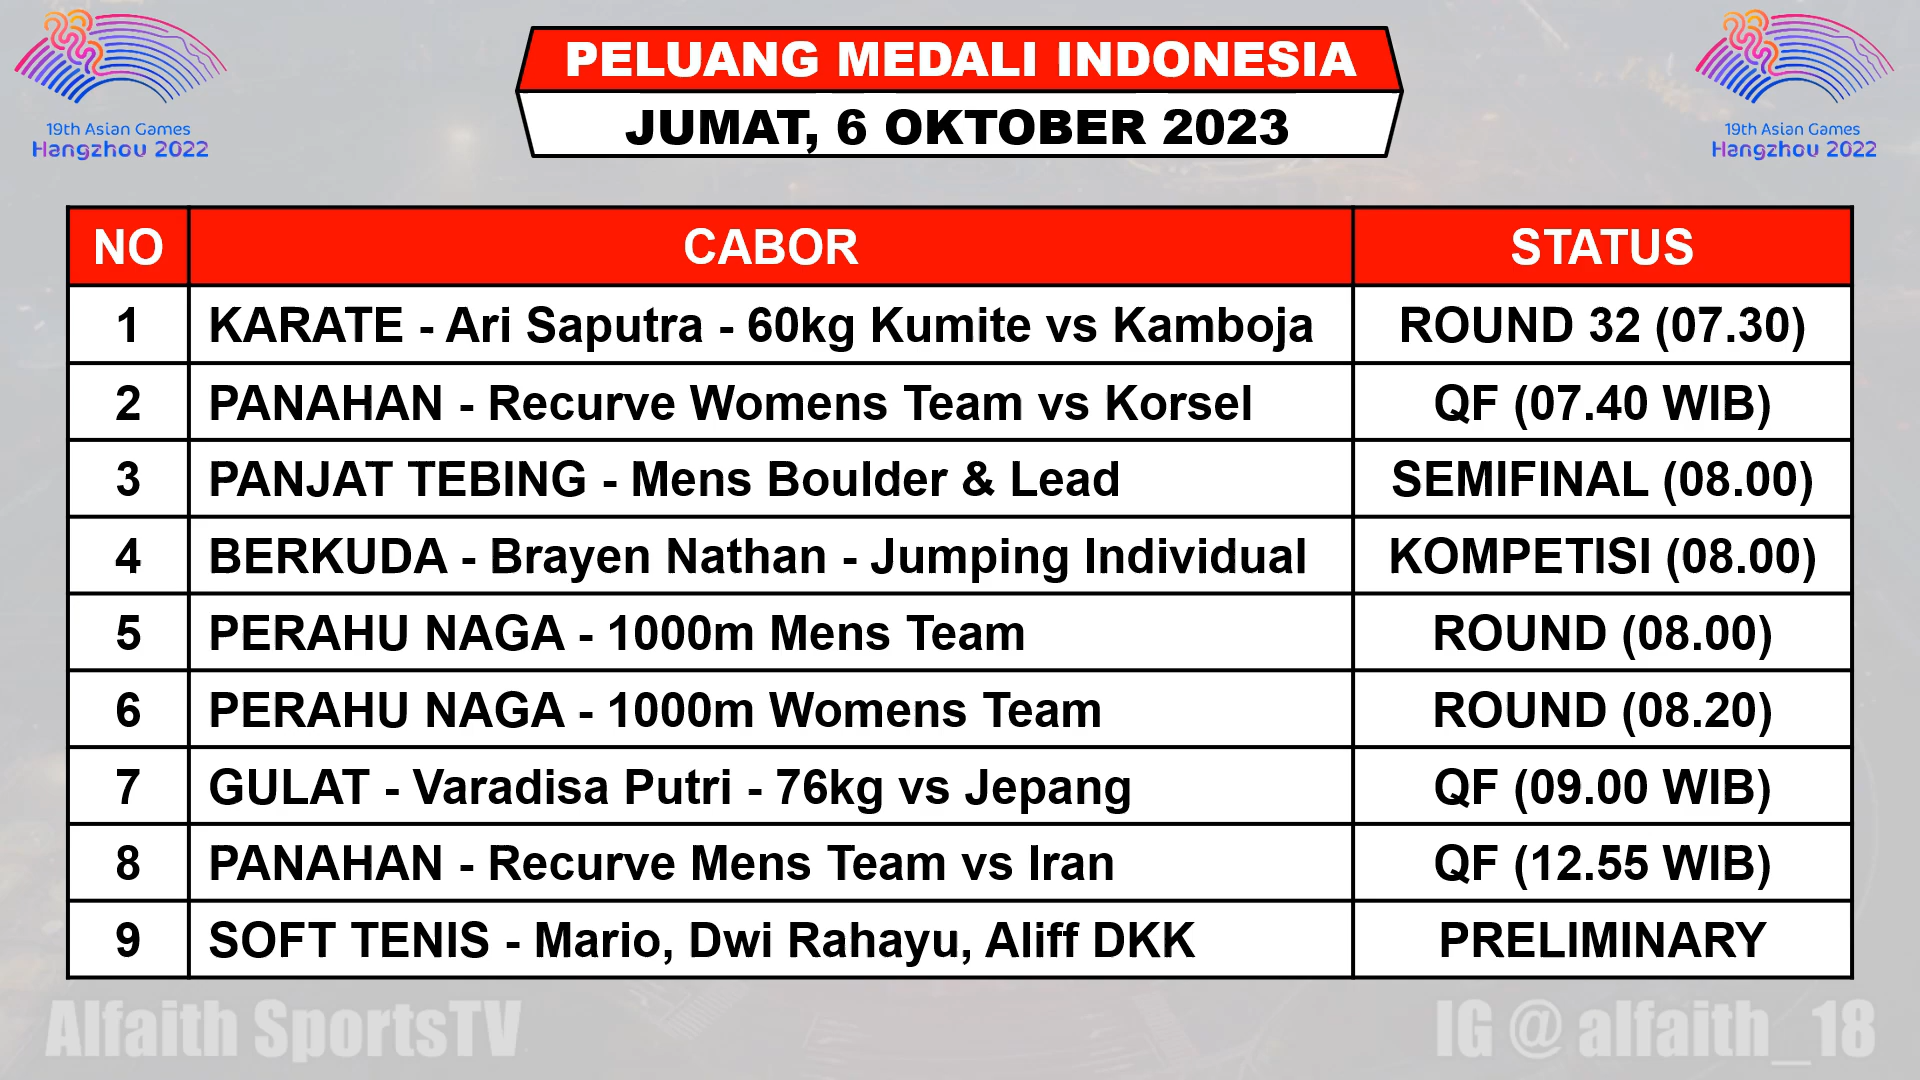 19th Asian Games
Hangzhou 2022
PELUANG MEDALI INDONESIA
JUMAT, 6 OKTOBER 2023
19th Asian Games
Hangzhou 2022
NO CABOR STATUS
1 KARATE - Ari Saputra - 60kg Kumite vs Kamboja ROUND 32 (07.30)
2 PANAHAN - Recurve Womens Team vs Korsel QF (07.40 WIB)
3 PANJAT TEBING - Mens Boulder & Lead SEMIFINAL (08.00)
4 BERKUDA - Brayen Nathan - Jumping Individual KOMPETISI (08.00)
5 PERAHU NAGA - 1000m Mens Team ROUND (08.00)
6 PERAHU NAGA - 1000m Womens Team ROUND (08.20)
7 GULAT - Varadisa Putri - 76kg vs Jepang QF (09.00 WIB)
8 PANAHAN - Recurve Mens Team vs Iran QF (12.55 WIB)
9 SOFT TENIS - Mario, Dwi Rahayu, Aliff DKK PRELIMINARY
Alfaith SportsTV
IG @ alfaith_18